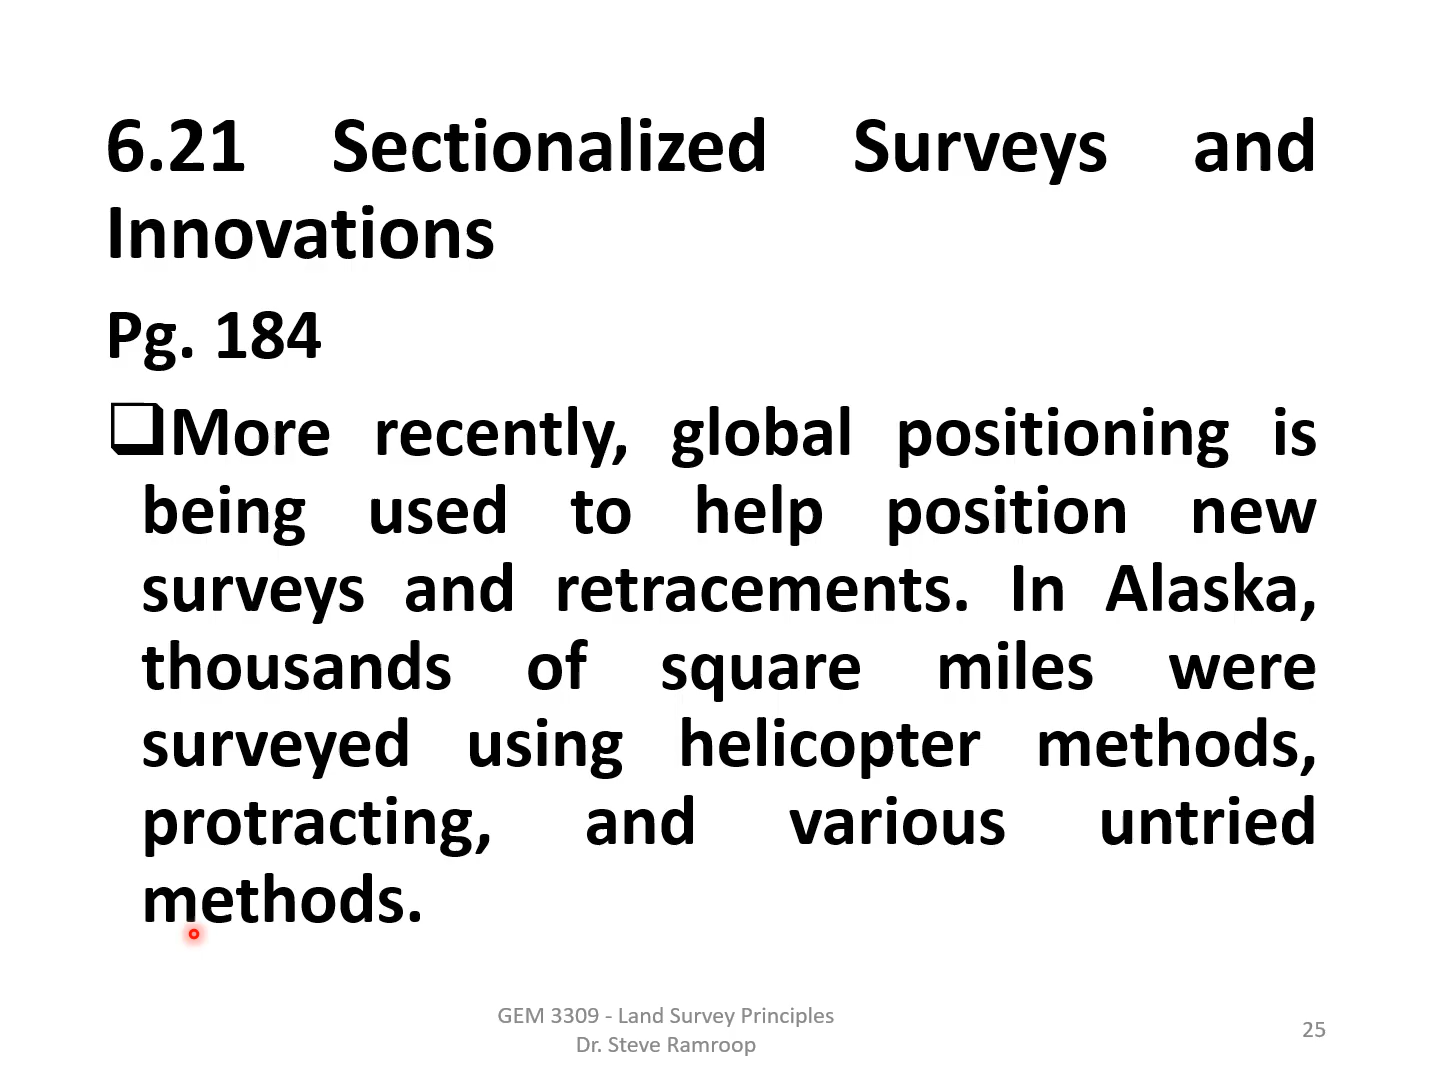 6.21 Sectionalized Surveys and
Innovations
Pg. 184
❑More recently, global positioning is
being used to help position new
surveys and retracements. In Alaska,
thousands of square miles were
surveyed using helicopter methods,
protracting, and various untried
methods.
GEM 3309 - Land Survey Principles
Dr. Steve Ramroop
25